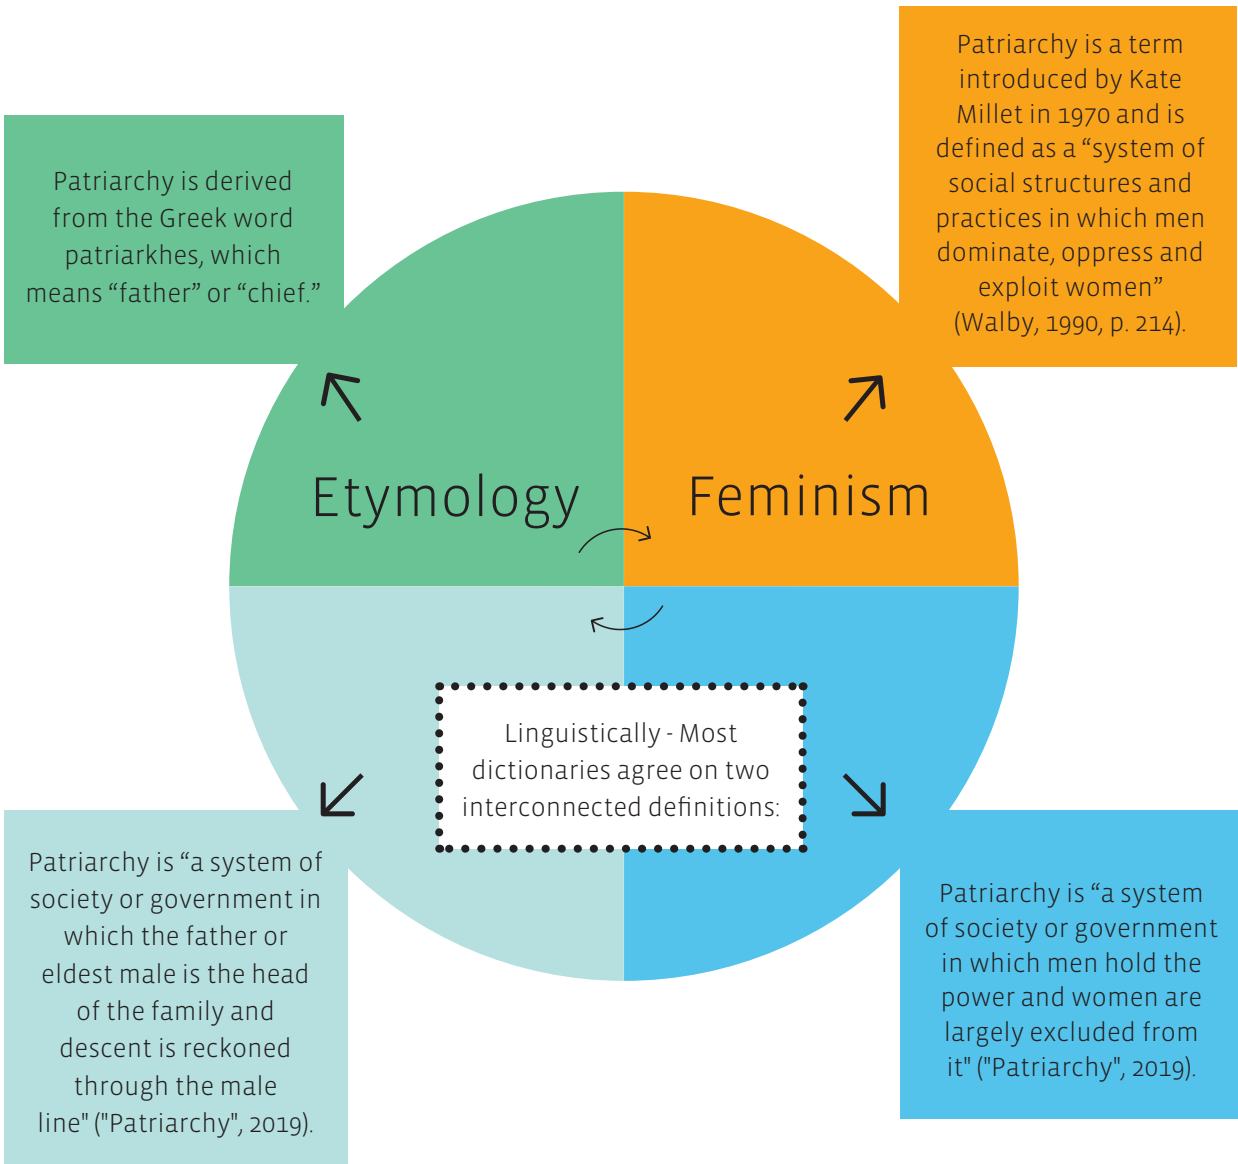 Patriarchy is derived
from the Greek word
patriarkhes, which
means “father” or “chief.”
Patriarchy is a term
introduced by Kate
Millet in 1970 and is
defined as a “system of
social structures and
practices in which men
dominate, oppress and
exploit women”
(Walby, 1990, p. 214).
Etymology
Feminism
Linguistically - Most
dictionaries agree on two
interconnected definitions:
Patriarchy is “a system of
society or government in
which the father or
eldest male is the head
of the family and
descent is reckoned
through the male
line" ("Patriarchy", 2019).
Patriarchy is “a system
of society or government
in which men hold the
power and women are
largely excluded from
it" ("Patriarchy", 2019).